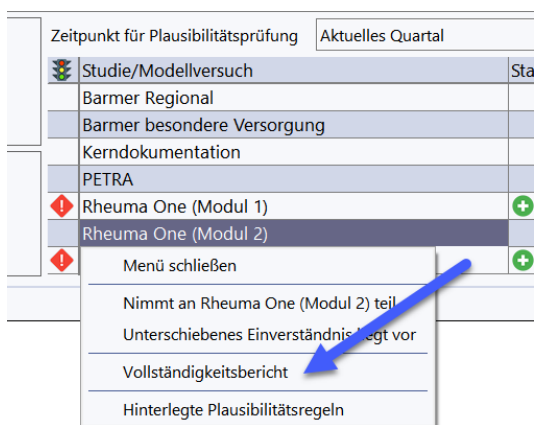 Zeitpunkt für Plausibilitätsprüfung Aktuelles Quartal
Studie/Modellversuch Sta
Barmer Regional
Barmer besondere Versorgung
Kerndokumentation
PETRA
Rheuma One (Modul 1)
Rheuma One (Modul 2)
Menü schließen
Nimmt an Rheuma One (Modul 2) teil
Unterschiebenes Einverständnis liegt vor
Vollständigkeitsbericht
Hinterlegte Plausibilitätsregeln